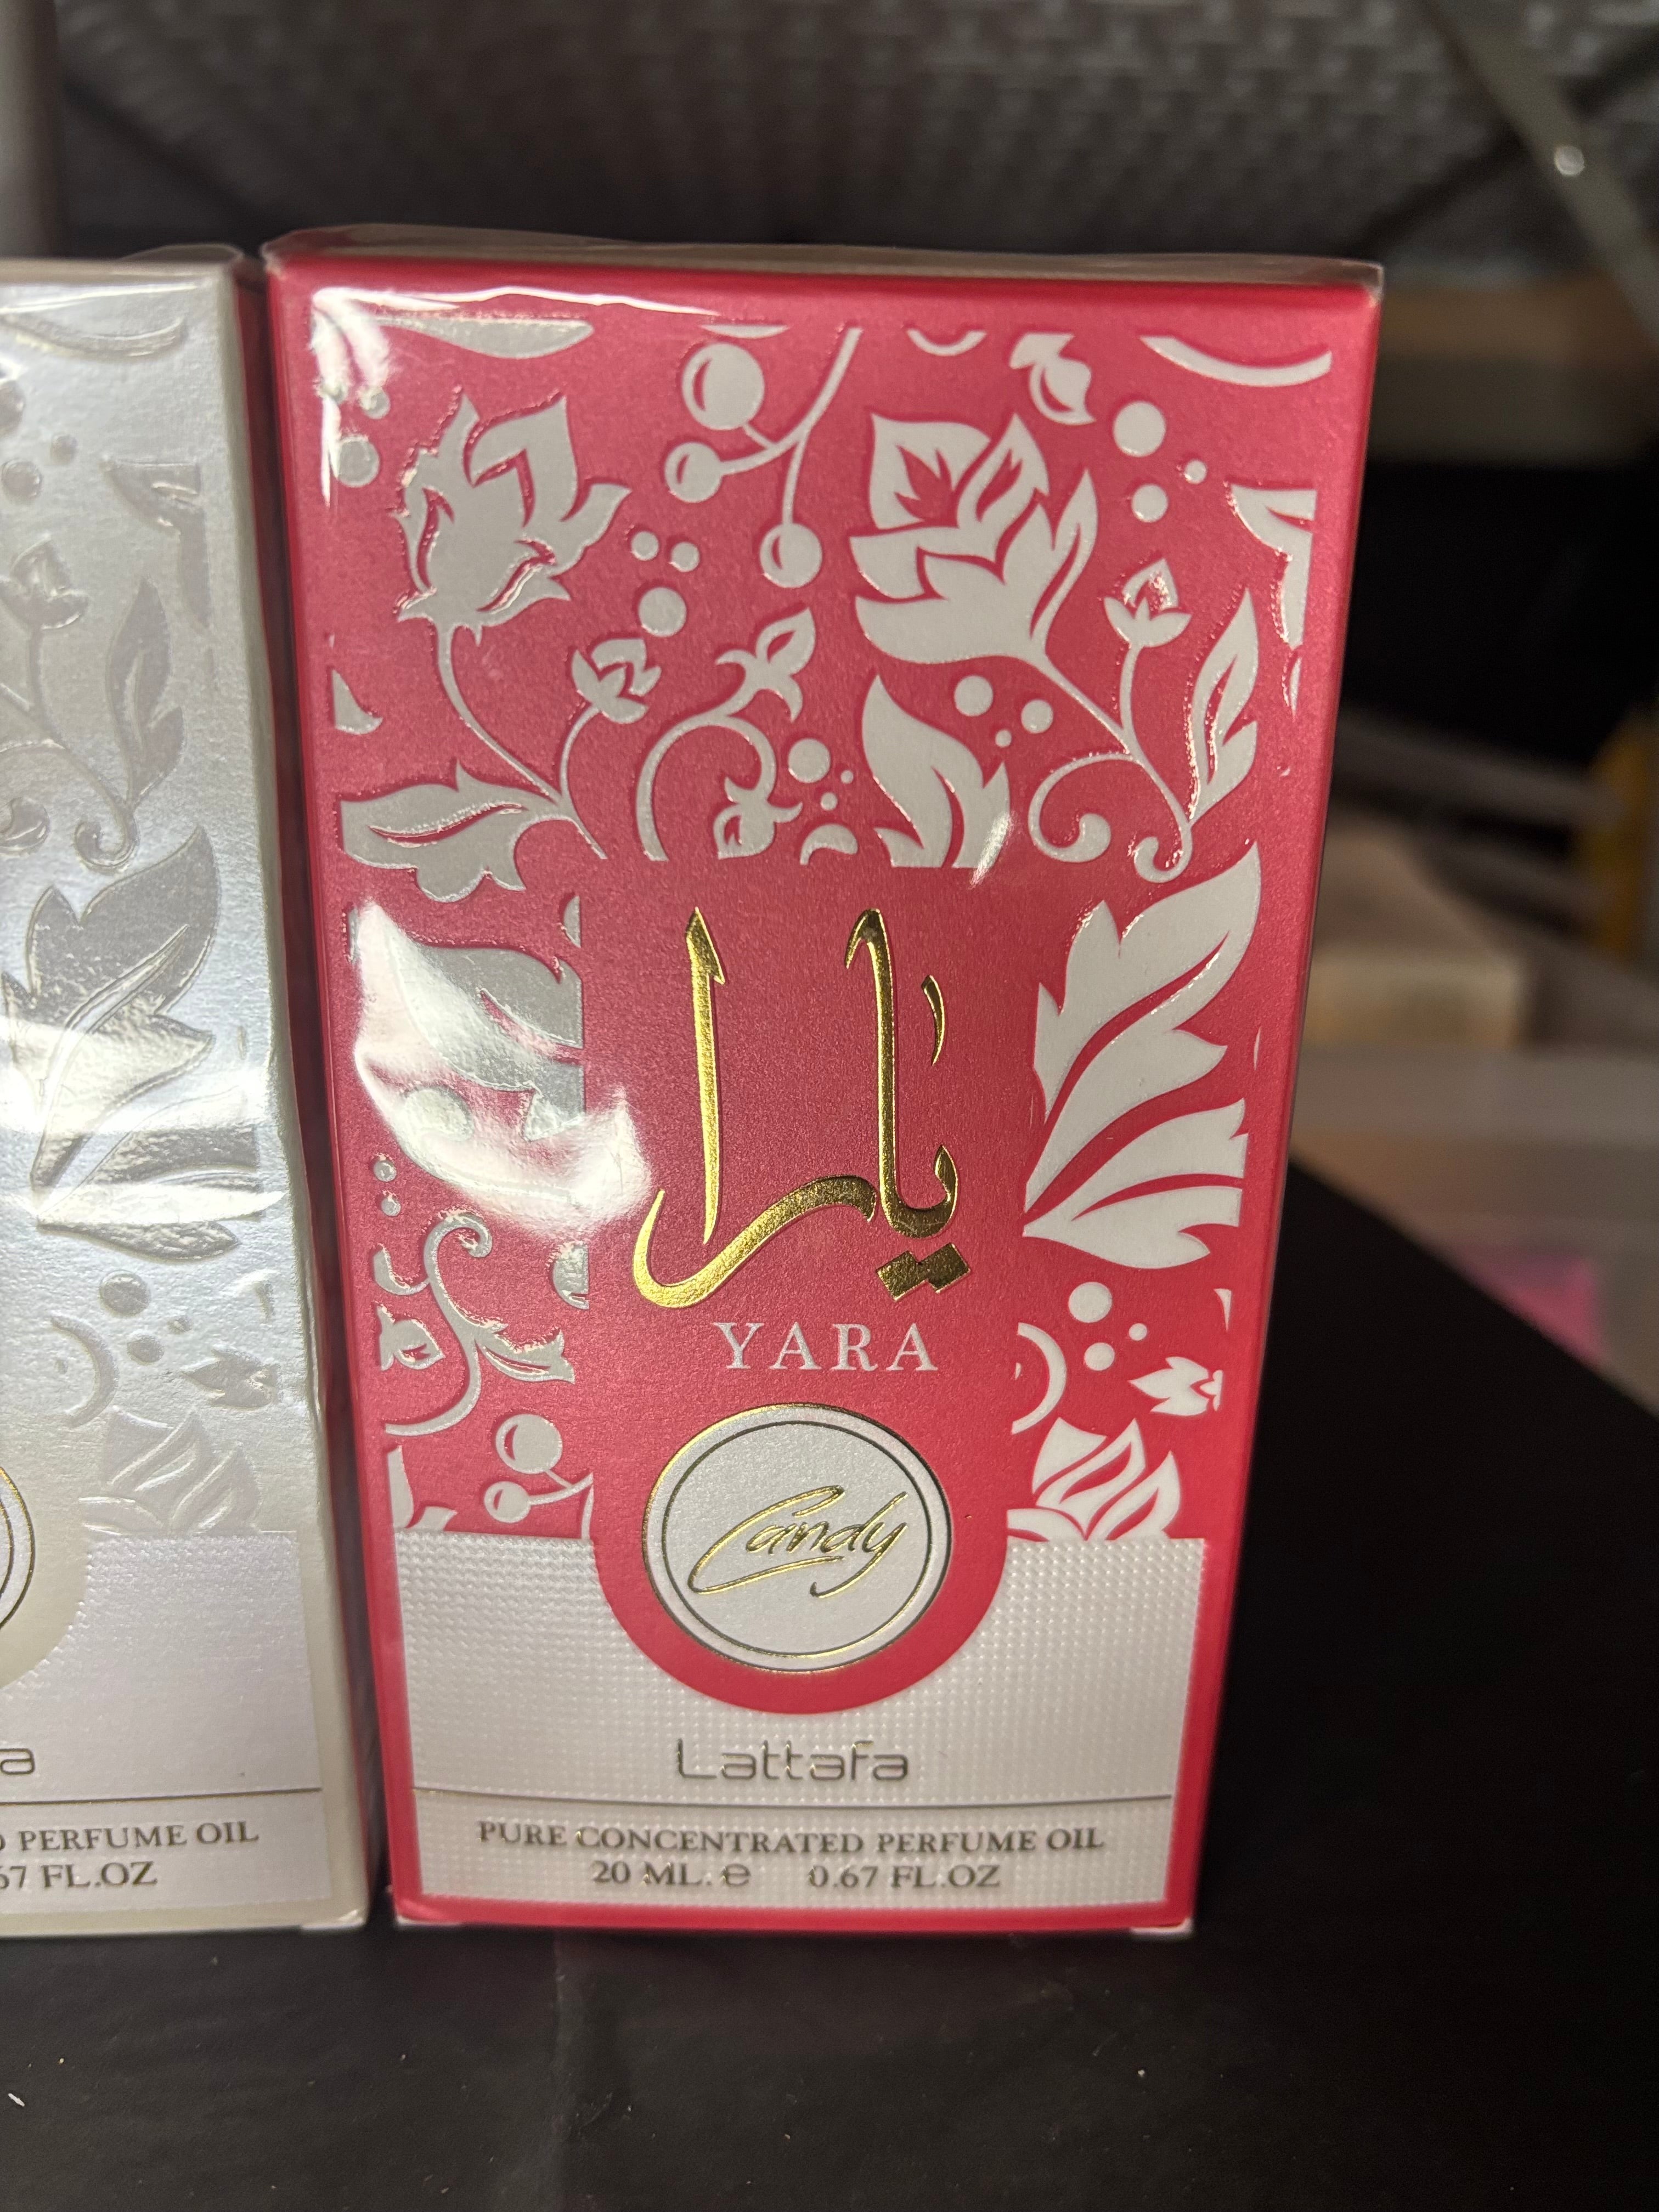 يارا
YARA
Candy
Lattafa
PURE CONCENTRATED PERFUME OIL
20 ML. e 0.67 FL.OZ
a
PERFUME OIL
67 FL.OZ